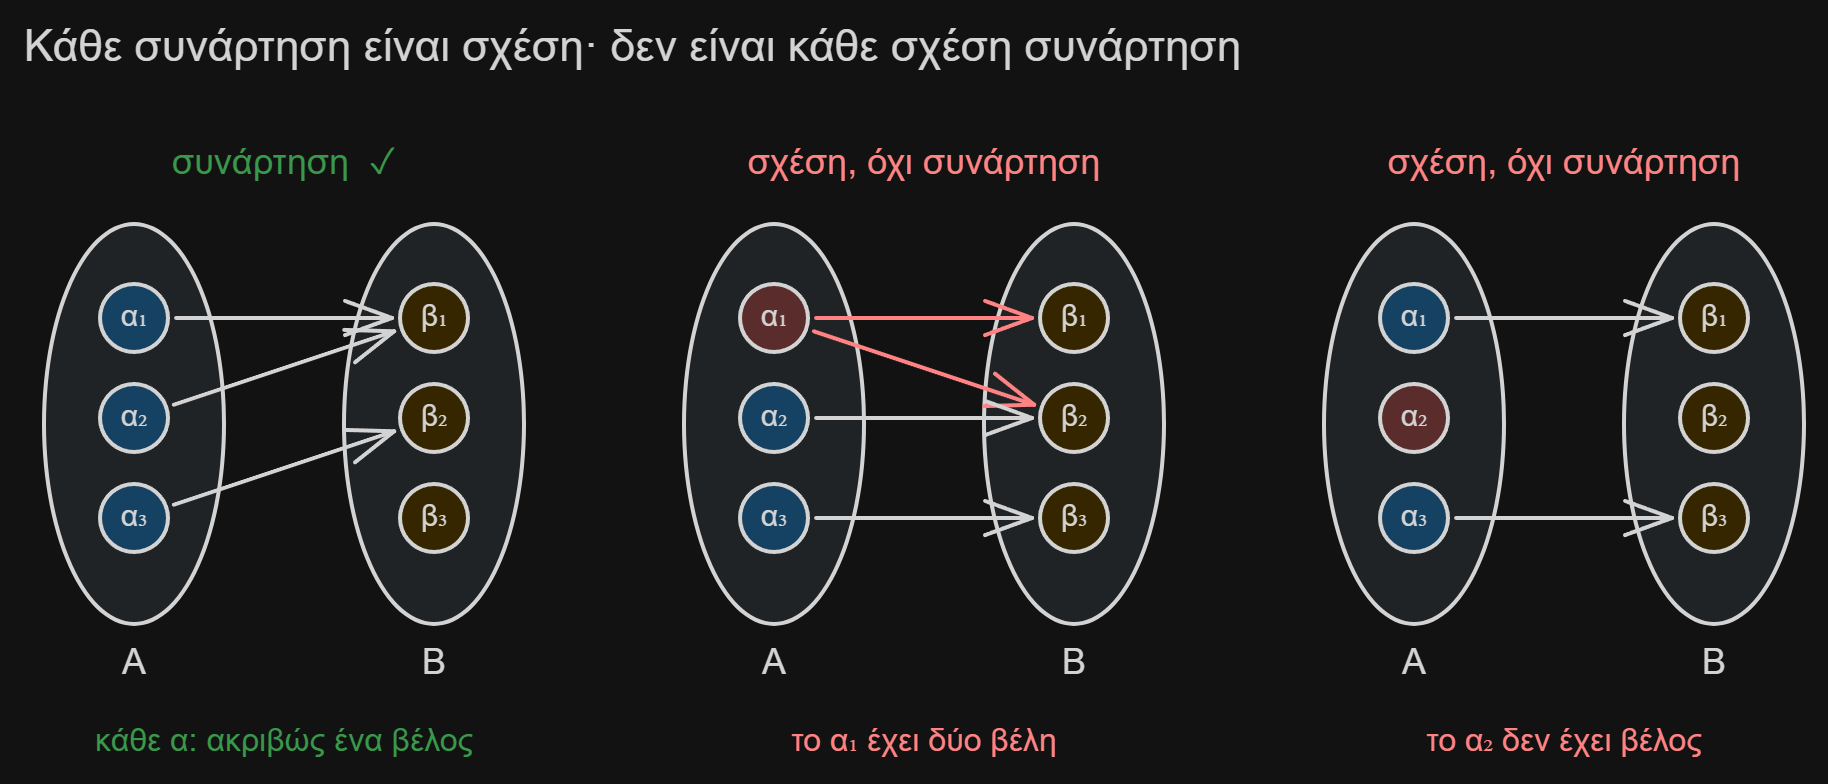 Κάθε συνάρτηση είναι σχέση· δεν είναι κάθε σχέση συνάρτηση
συνάρτηση ✓
σχέση, όχι συνάρτηση
σχέση, όχι συνάρτηση
α₁
β₁
α₂
β₂
α₃
β₃
Α
Β
α₁
β₁
α₂
β₂
α₃
β₃
Α
Β
α₁
β₁
α₂
β₂
α₃
β₃
Α
Β
κάθε α: ακριβώς ένα βέλος
το α₁ έχει δύο βέλη
το α₂ δεν έχει βέλος